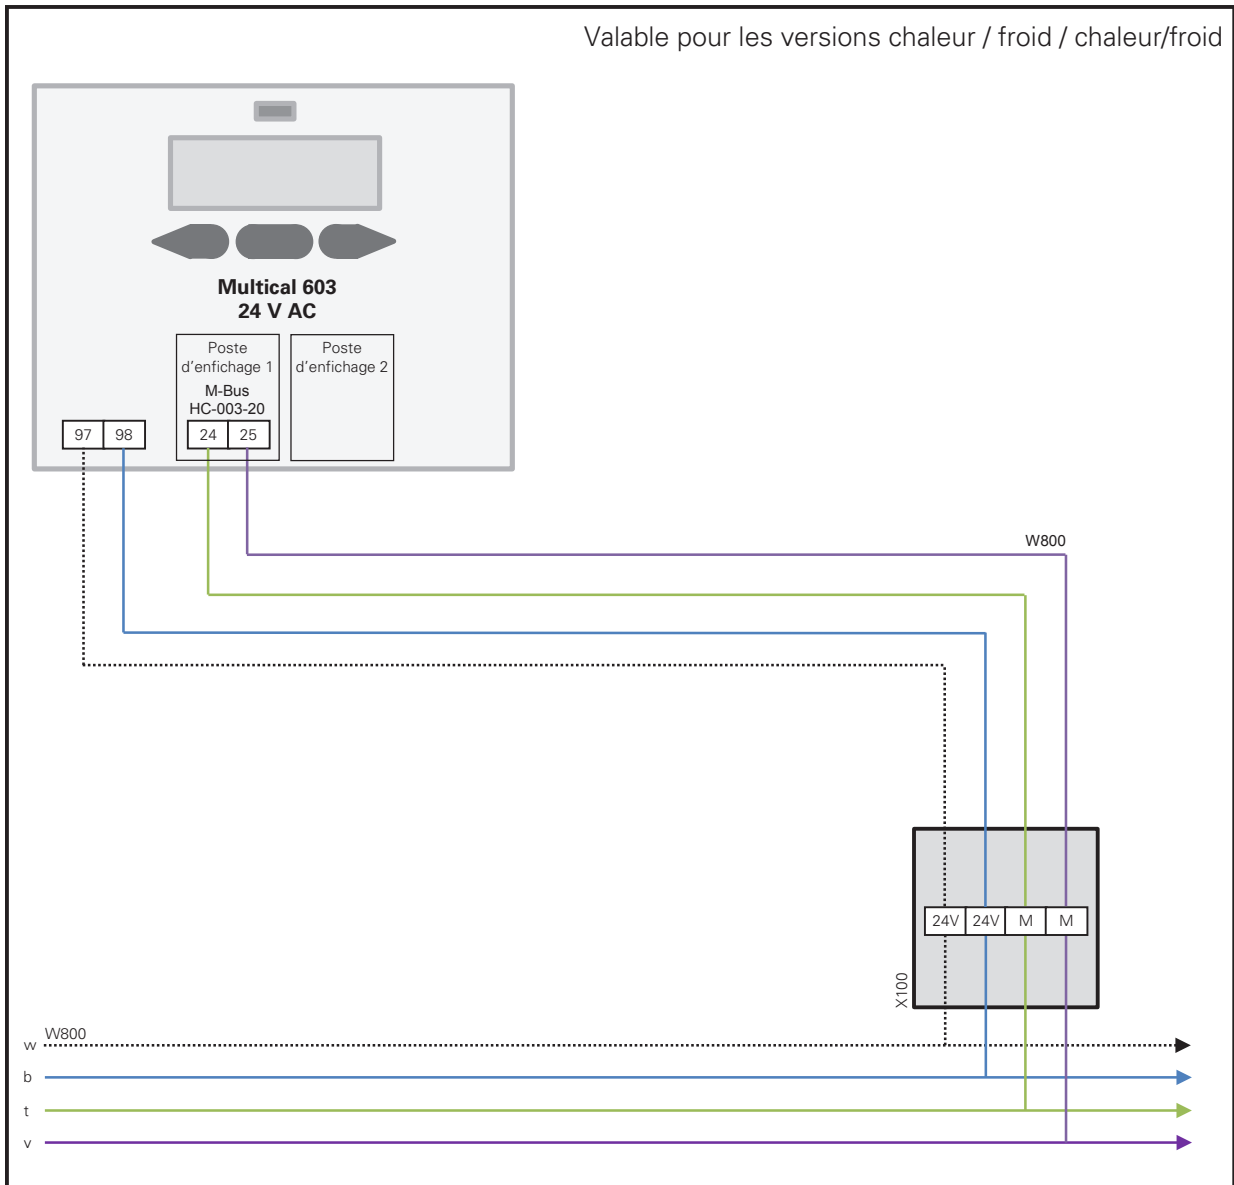 Valable pour les versions chaleur / froid / chaleur/froid
Multical 603
24 V AC
Poste
d'enfichage 1
M-Bus
HC-003-20
Poste
d'enfichage 2
97 98 24 25
W800
24V 24V M M
X100
W800
w
b
t
v